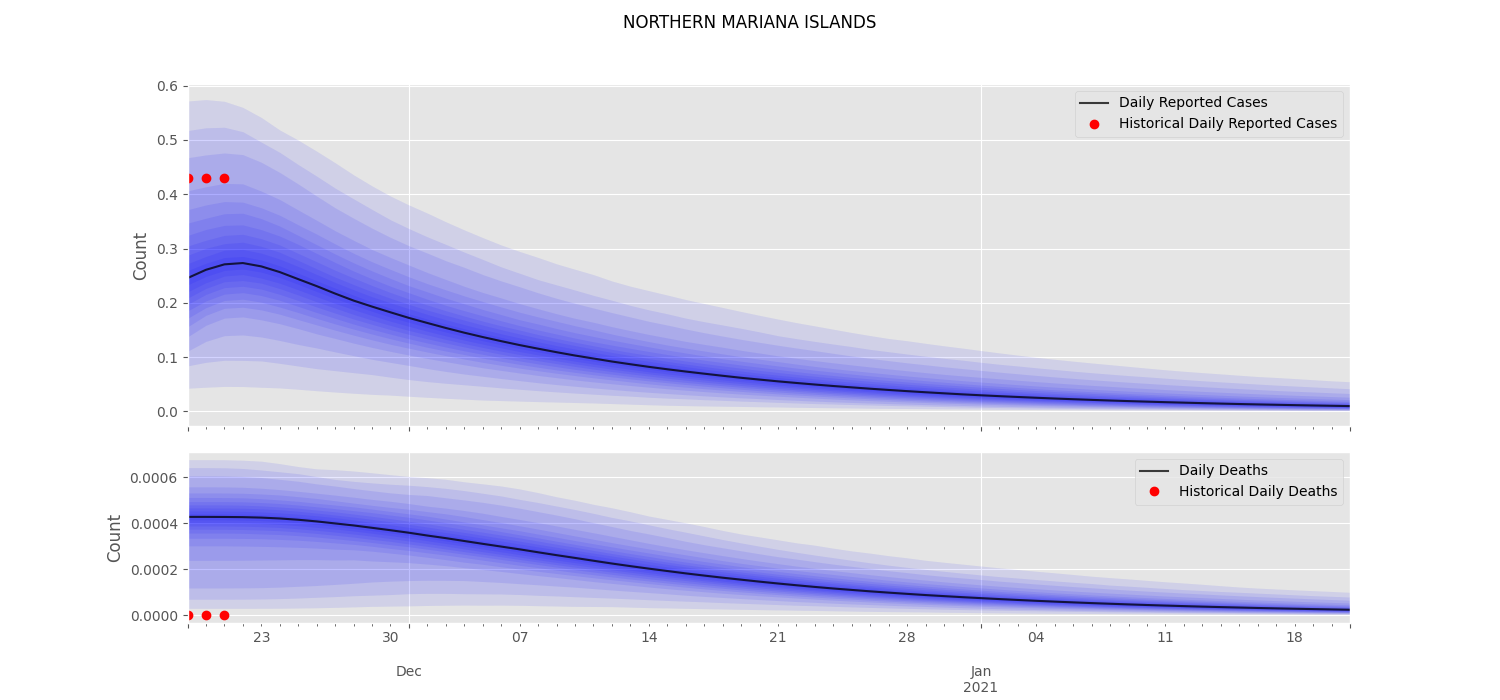 NORTHERN MARIANA ISLANDS
0.6
0.5
0.4
0.3
0.2
0.1
0.0
Count
Daily Reported Cases
Historical Daily Reported Cases
0.0006
0.0004
0.0002
0.0000
Count
Daily Deaths
Historical Daily Deaths
23 30 07 14 21 28 04 11 18
Dec Jan
2021